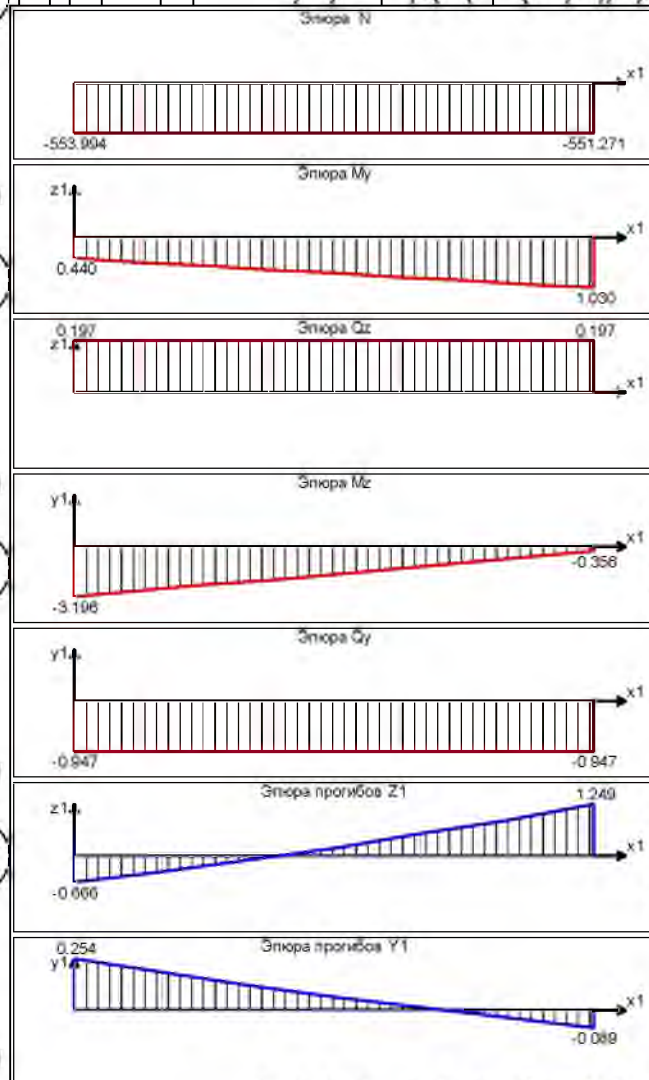 Эпюра N
x1
-553.994 -551.271
Эпюра My
z1
x1
0.440
1.030
Эпюра Qz
0.197 0.197
z1
x1
Эпюра Mz
y1
x1
-0.356
-3.196
Эпюра Qy
y1
x1
-0.947 -0.947
Эпюра прогибов Z1
1.249
z1
x1
-0.666
Эпюра прогибов Y1
0.254
y1
x1
-0.089